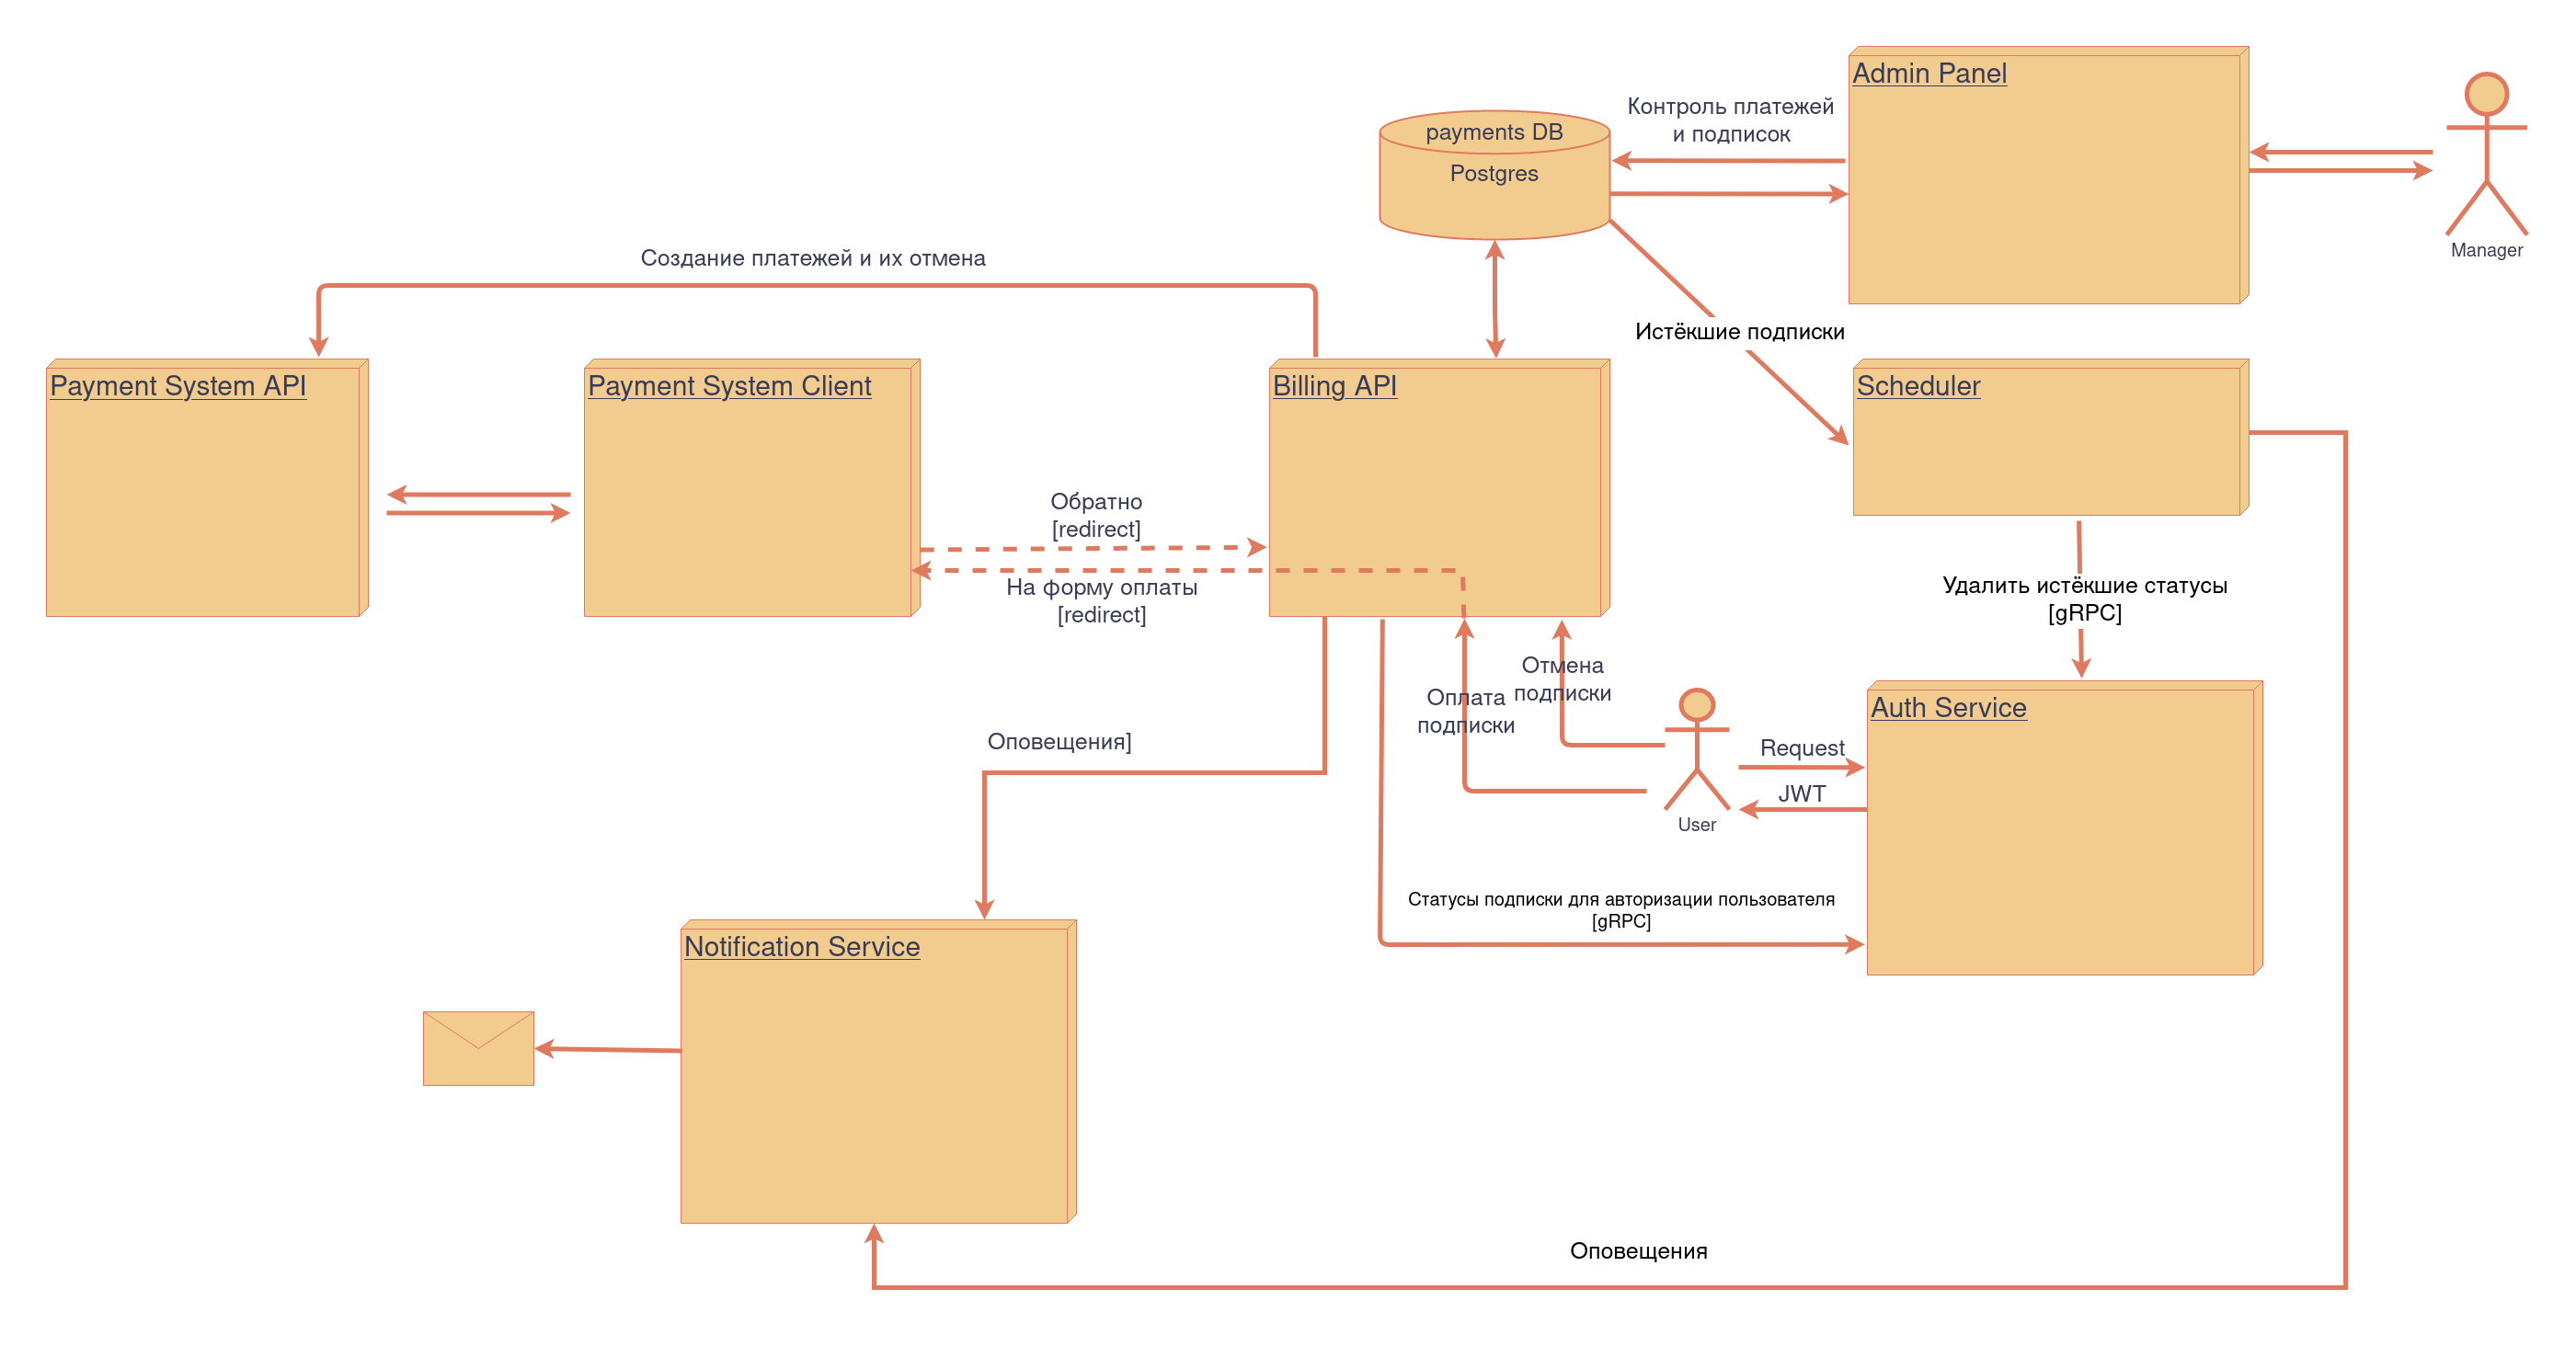 Admin Panel
Контроль платежей
и подписок
payments DB
Postgres
Manager
Создание платежей и их отмена
Истёкшие подписки
Payment System API
Payment System Client
Billing API
Scheduler
Обратно
[redirect]
На форму оплаты
[redirect]
Удалить истёкшие статусы
[gRPC]
Отмена
подписки
Оплата
подписки
Auth Service
Оповещения]
Request
JWT
User
Статусы подписки для авторизации пользователя
[gRPC]
Notification Service
Оповещения